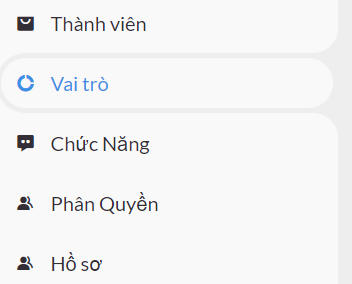 Thành viên
Vai trò
Chức Năng
Phân Quyền
Hồ sơ